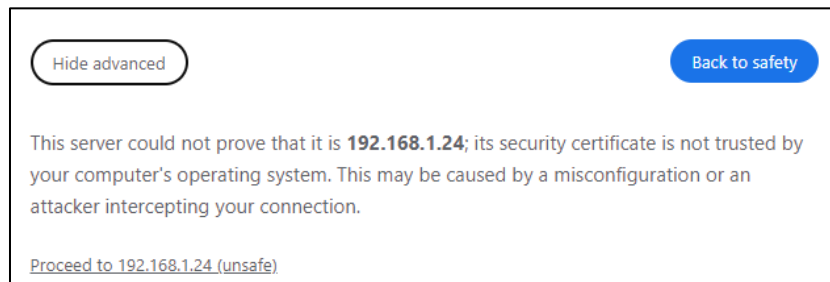 Hide advanced
Back to safety
This server could not prove that it is 192.168.1.24; its security certificate is not trusted by
your computer's operating system. This may be caused by a misconfiguration or an
attacker intercepting your connection.
Proceed to 192.168.1.24 (unsafe)